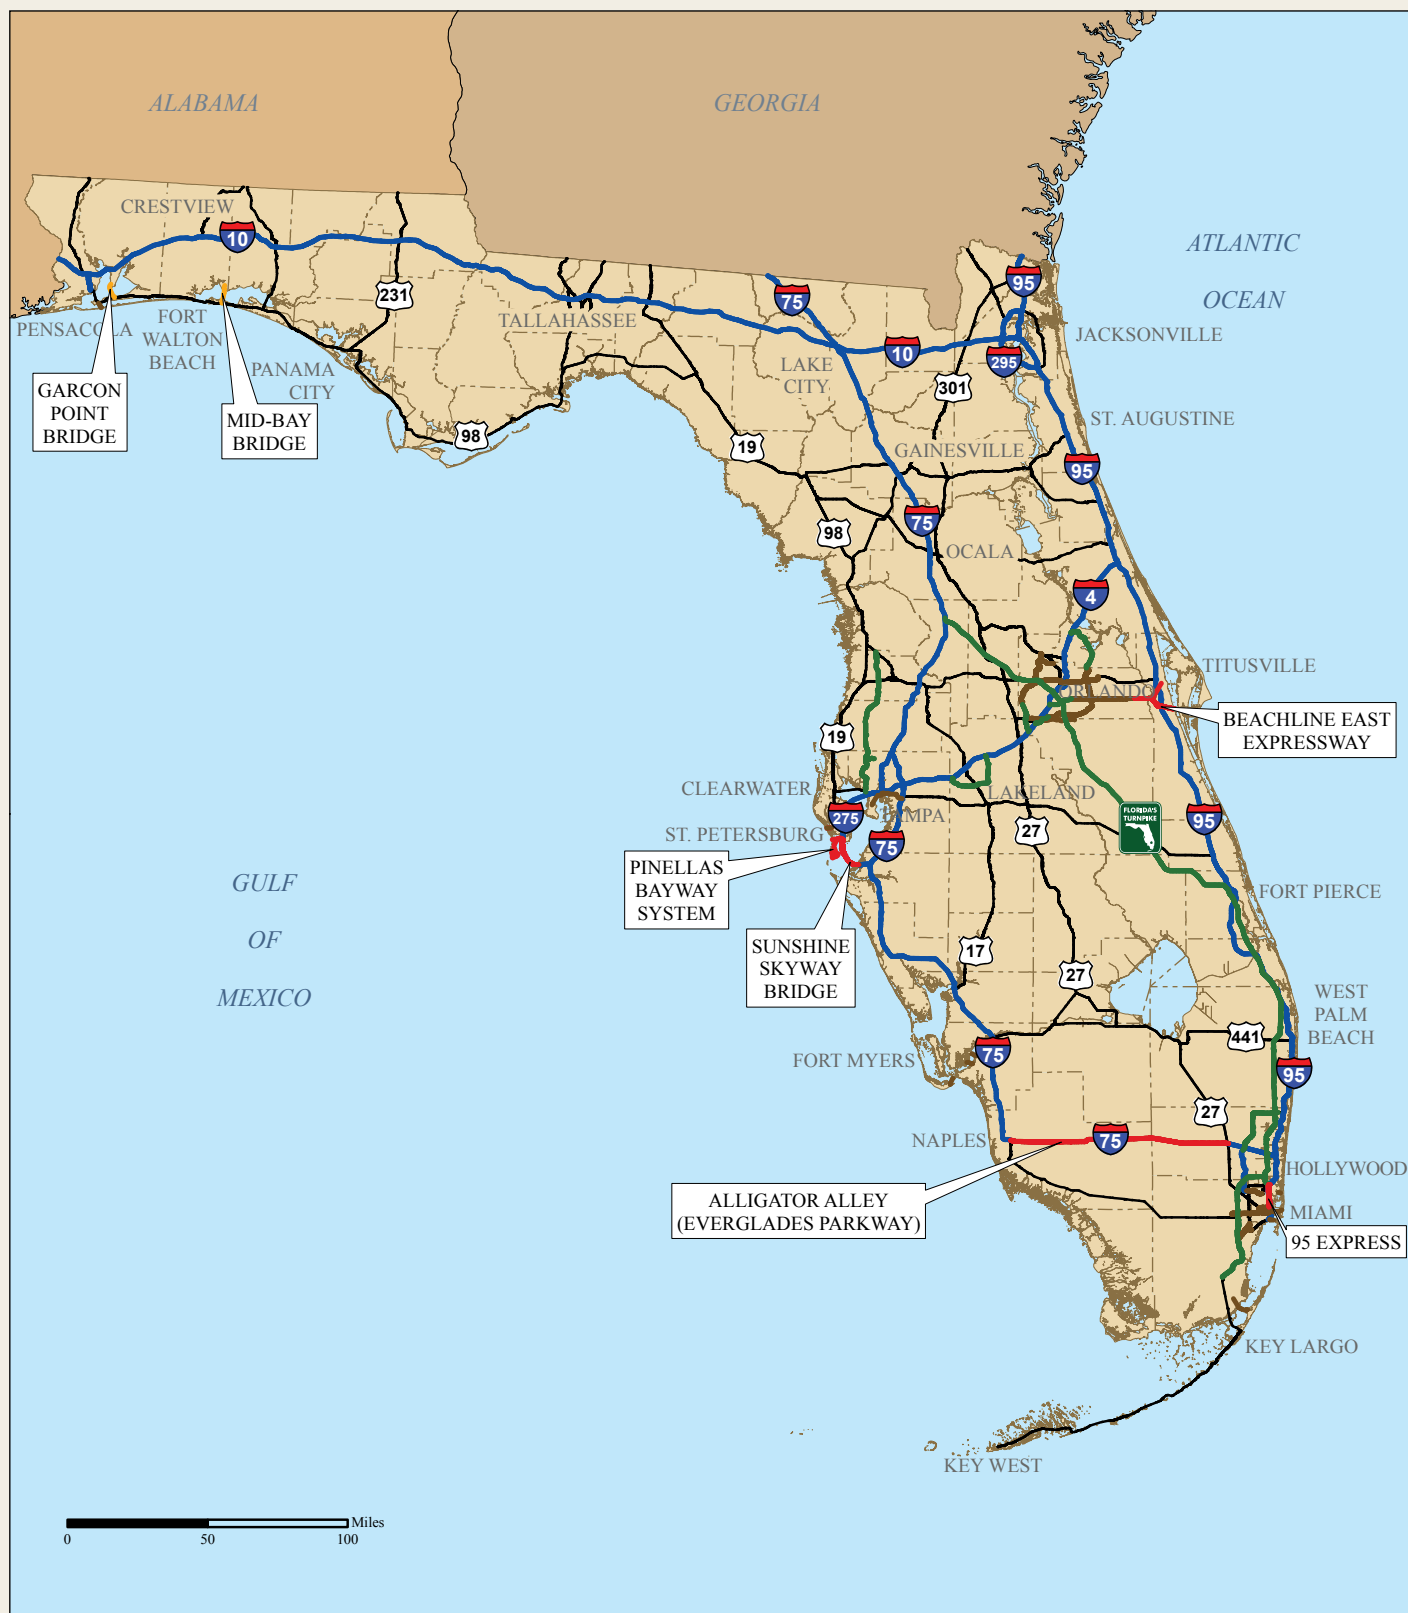 ALABAMA
GEORGIA
CRESTVIEW
10
231
PENSACOLA
FORT
WALTON
BEACH
PANAMA
CITY
TALLAHASSEE
75
95
ATLANTIC
OCEAN
JACKSONVILLE
295
10
LAKE
CITY
301
GARCON
POINT
BRIDGE
MID-BAY
BRIDGE
98
19
ST. AUGUSTINE
GAINESVILLE
95
75
98
OCALA
4
TITUSVILLE
ORLANDO
BEACHLINE EAST
EXPRESSWAY
19
CLEARWATER
LAKELAND
275
TAMPA
ST. PETERSBURG
75
27
FLORIDA'S
TURNPIKE
95
PINELLAS
BAYWAY
SYSTEM
GULF
OF
MEXICO
FORT PIERCE
SUNSHINE
SKYWAY
BRIDGE
17
27
WEST
PALM
BEACH
441
FORT MYERS
75
95
27
NAPLES
75
HOLLYWOOD
ALLIGATOR ALLEY
(EVERGLADES PARKWAY)
MIAMI
95 EXPRESS
KEY LARGO
KEY WEST
Miles
0
50
100